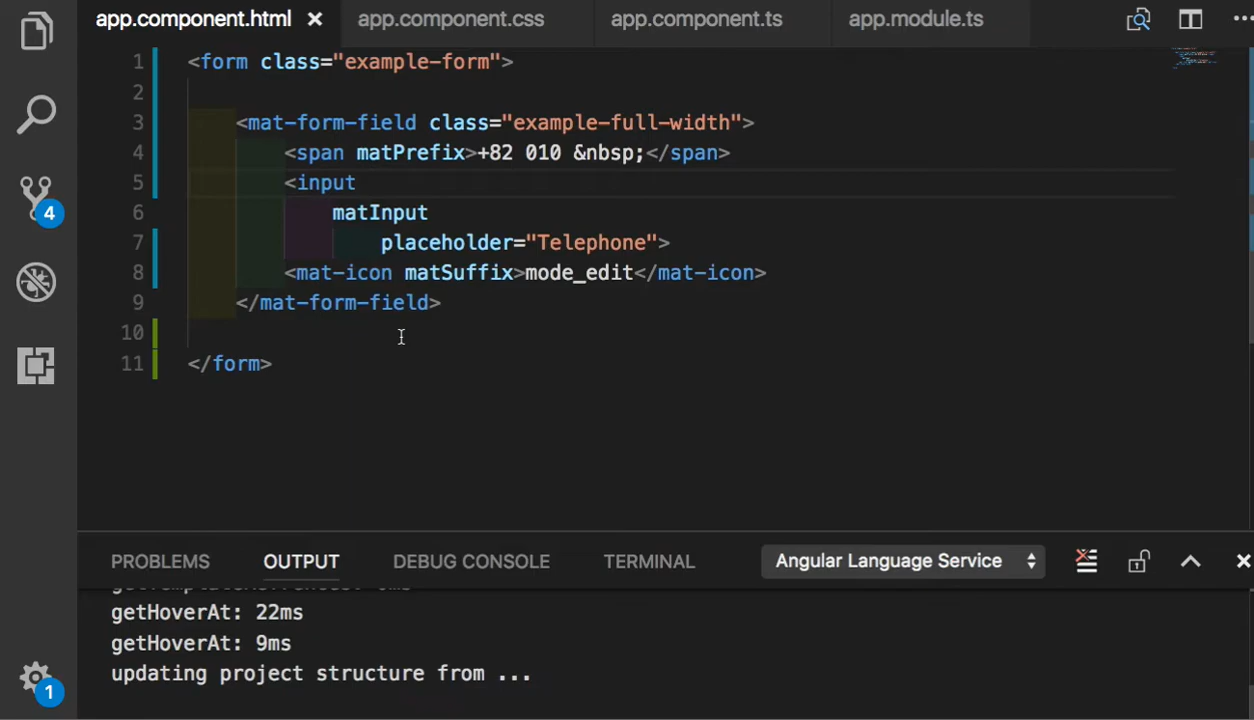 app.component.html × app.component.css app.component.ts app.module.ts
1 <form class="example-form">
2
3 <mat-form-field class="example-full-width">
4 <span matPrefix>+82 010 &nbsp;</span>
5 <input
6 matInput
7 placeholder="Telephone">
8 <mat-icon matSuffix>mode_edit</mat-icon>
9 </mat-form-field>
10
11 </form>
4
1
PROBLEMS OUTPUT DEBUG CONSOLE TERMINAL Angular Language Service
getHoverAt: 22ms
getHoverAt: 9ms
updating project structure from ...